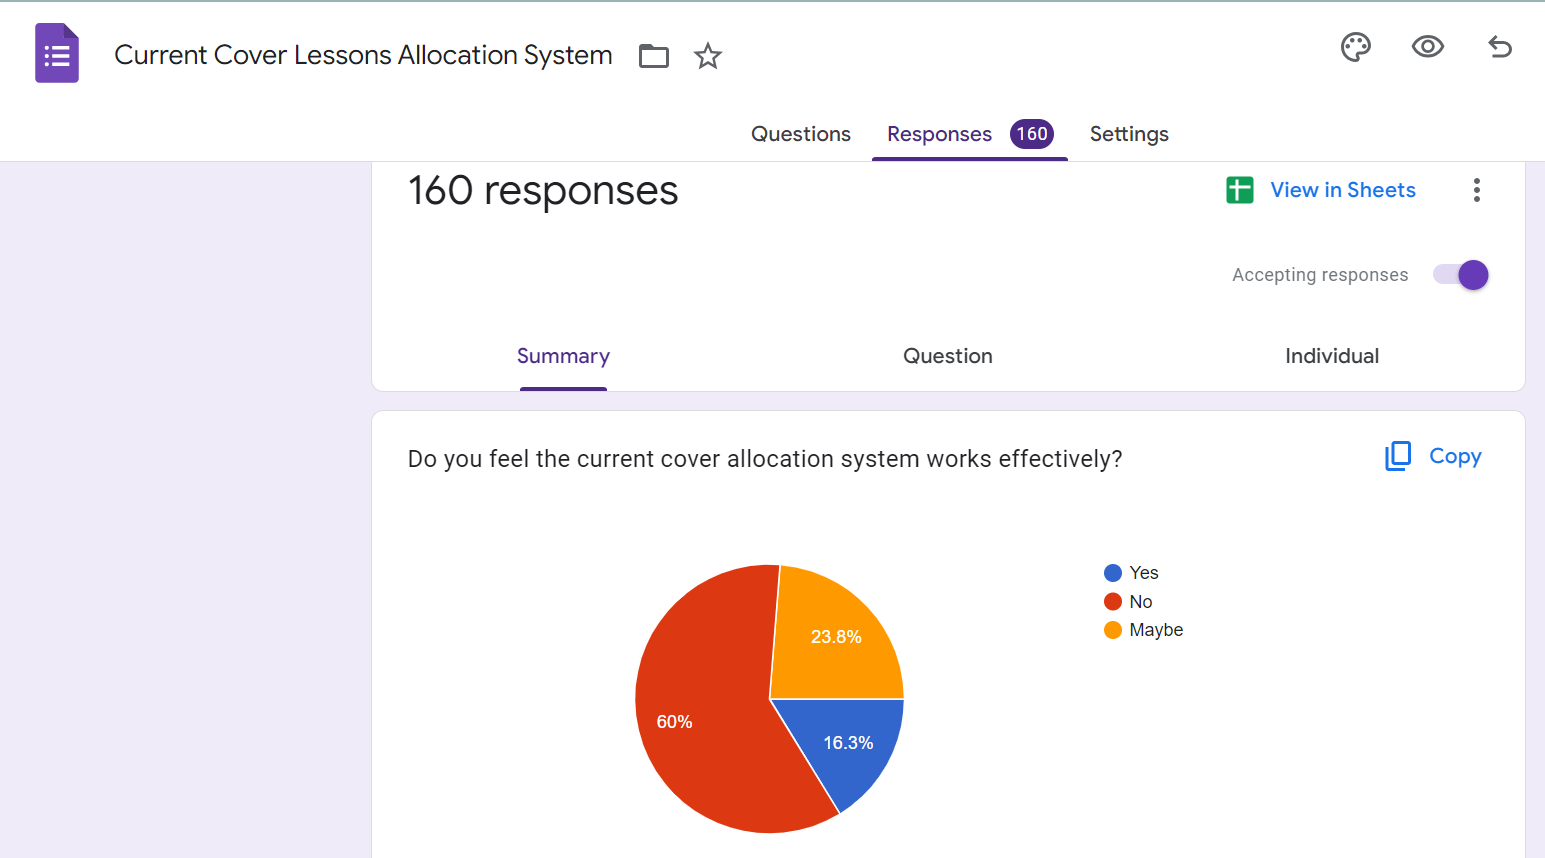 Current Cover Lessons Allocation System
Questions
Responses 160
Settings
160 responses
View in Sheets
Accepting responses
Summary
Question
Individual
Do you feel the current cover allocation system works effectively?
Copy
Yes
No
Maybe
23.8%
60%
16.3%